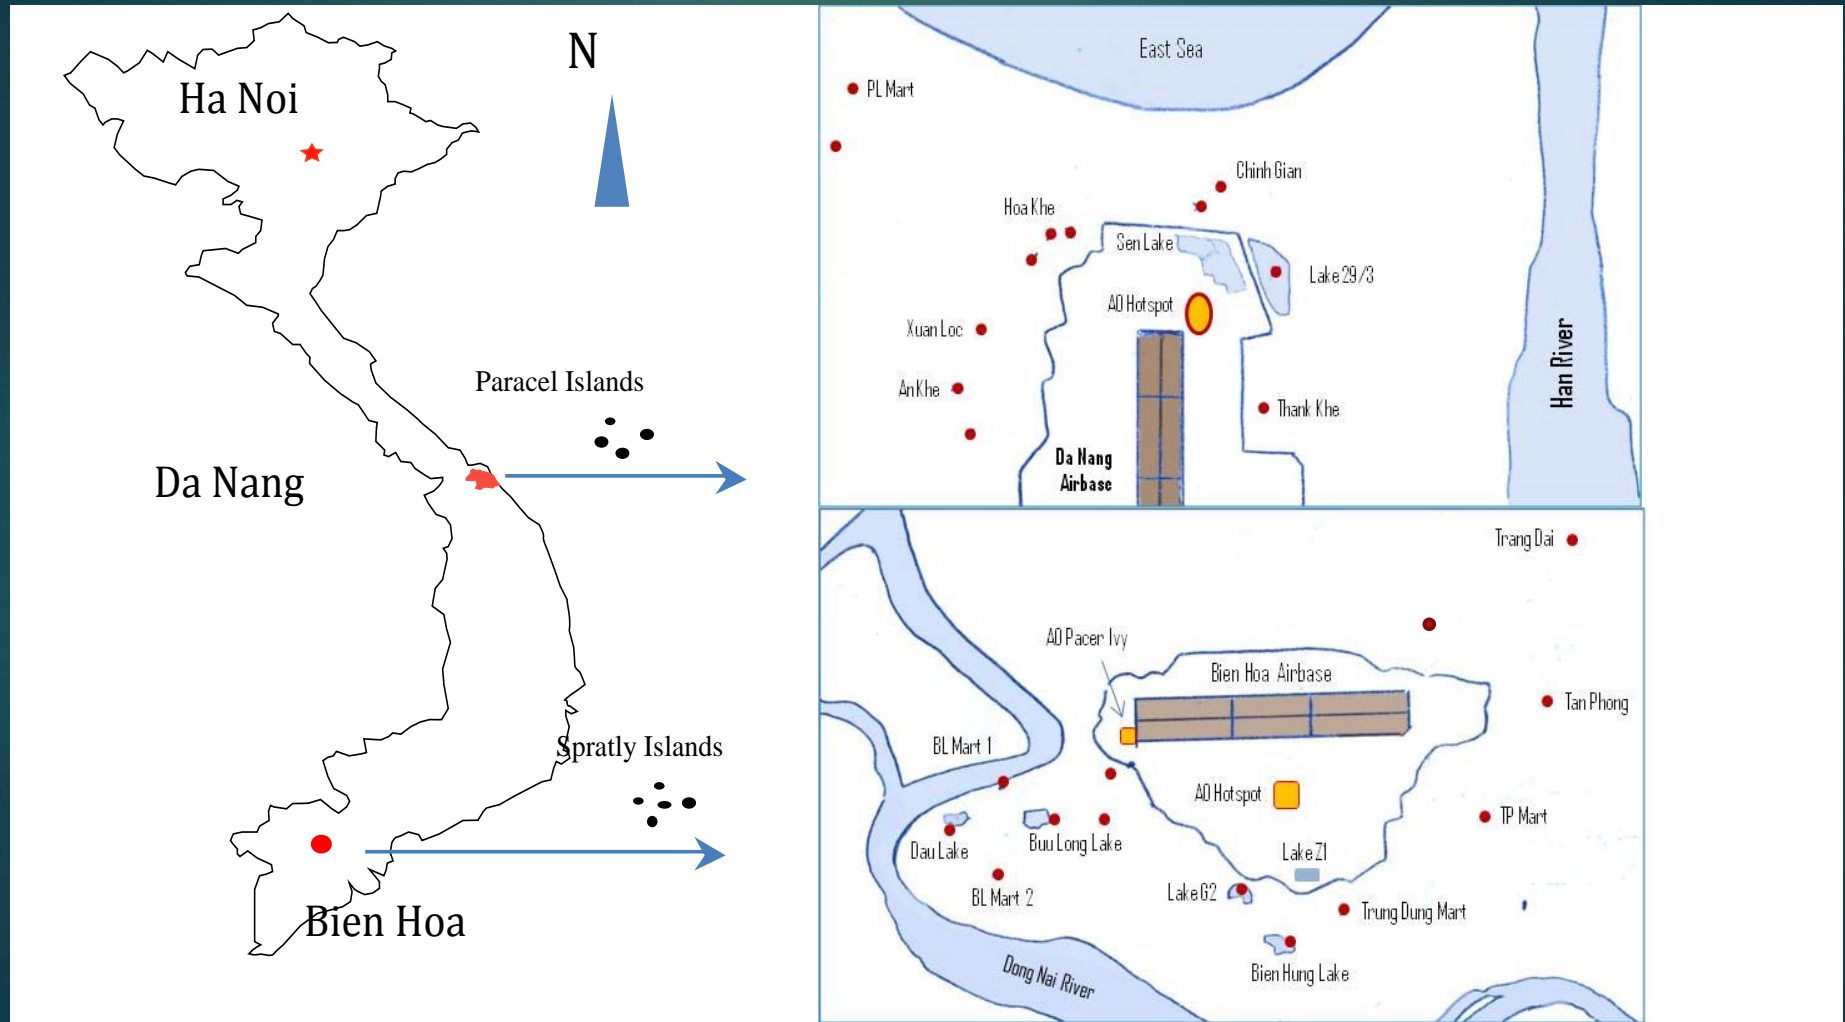 Ha Noi
N
Paracel Islands
Da Nang
Spratly Islands
Bien Hoa
East Sea
PL Mart
Chinh Gian
Hoa Khe
Sen Lake
Lake 29/3
AO Hotspot
Xuan Loc
An Khe
Thank Khe
Han River
Da Nang
Airbase
Trang Dai
AO Pacer Ivy
Bien Hoa Airbase
Tan Phong
BL Mart 1
AO Hotspot
TP Mart
Dau Lake
Buu Long Lake
Lake Z1
BL Mart 2
Lake G2
Trung Dung Mart
Bien Hung Lake
Dong Nai River